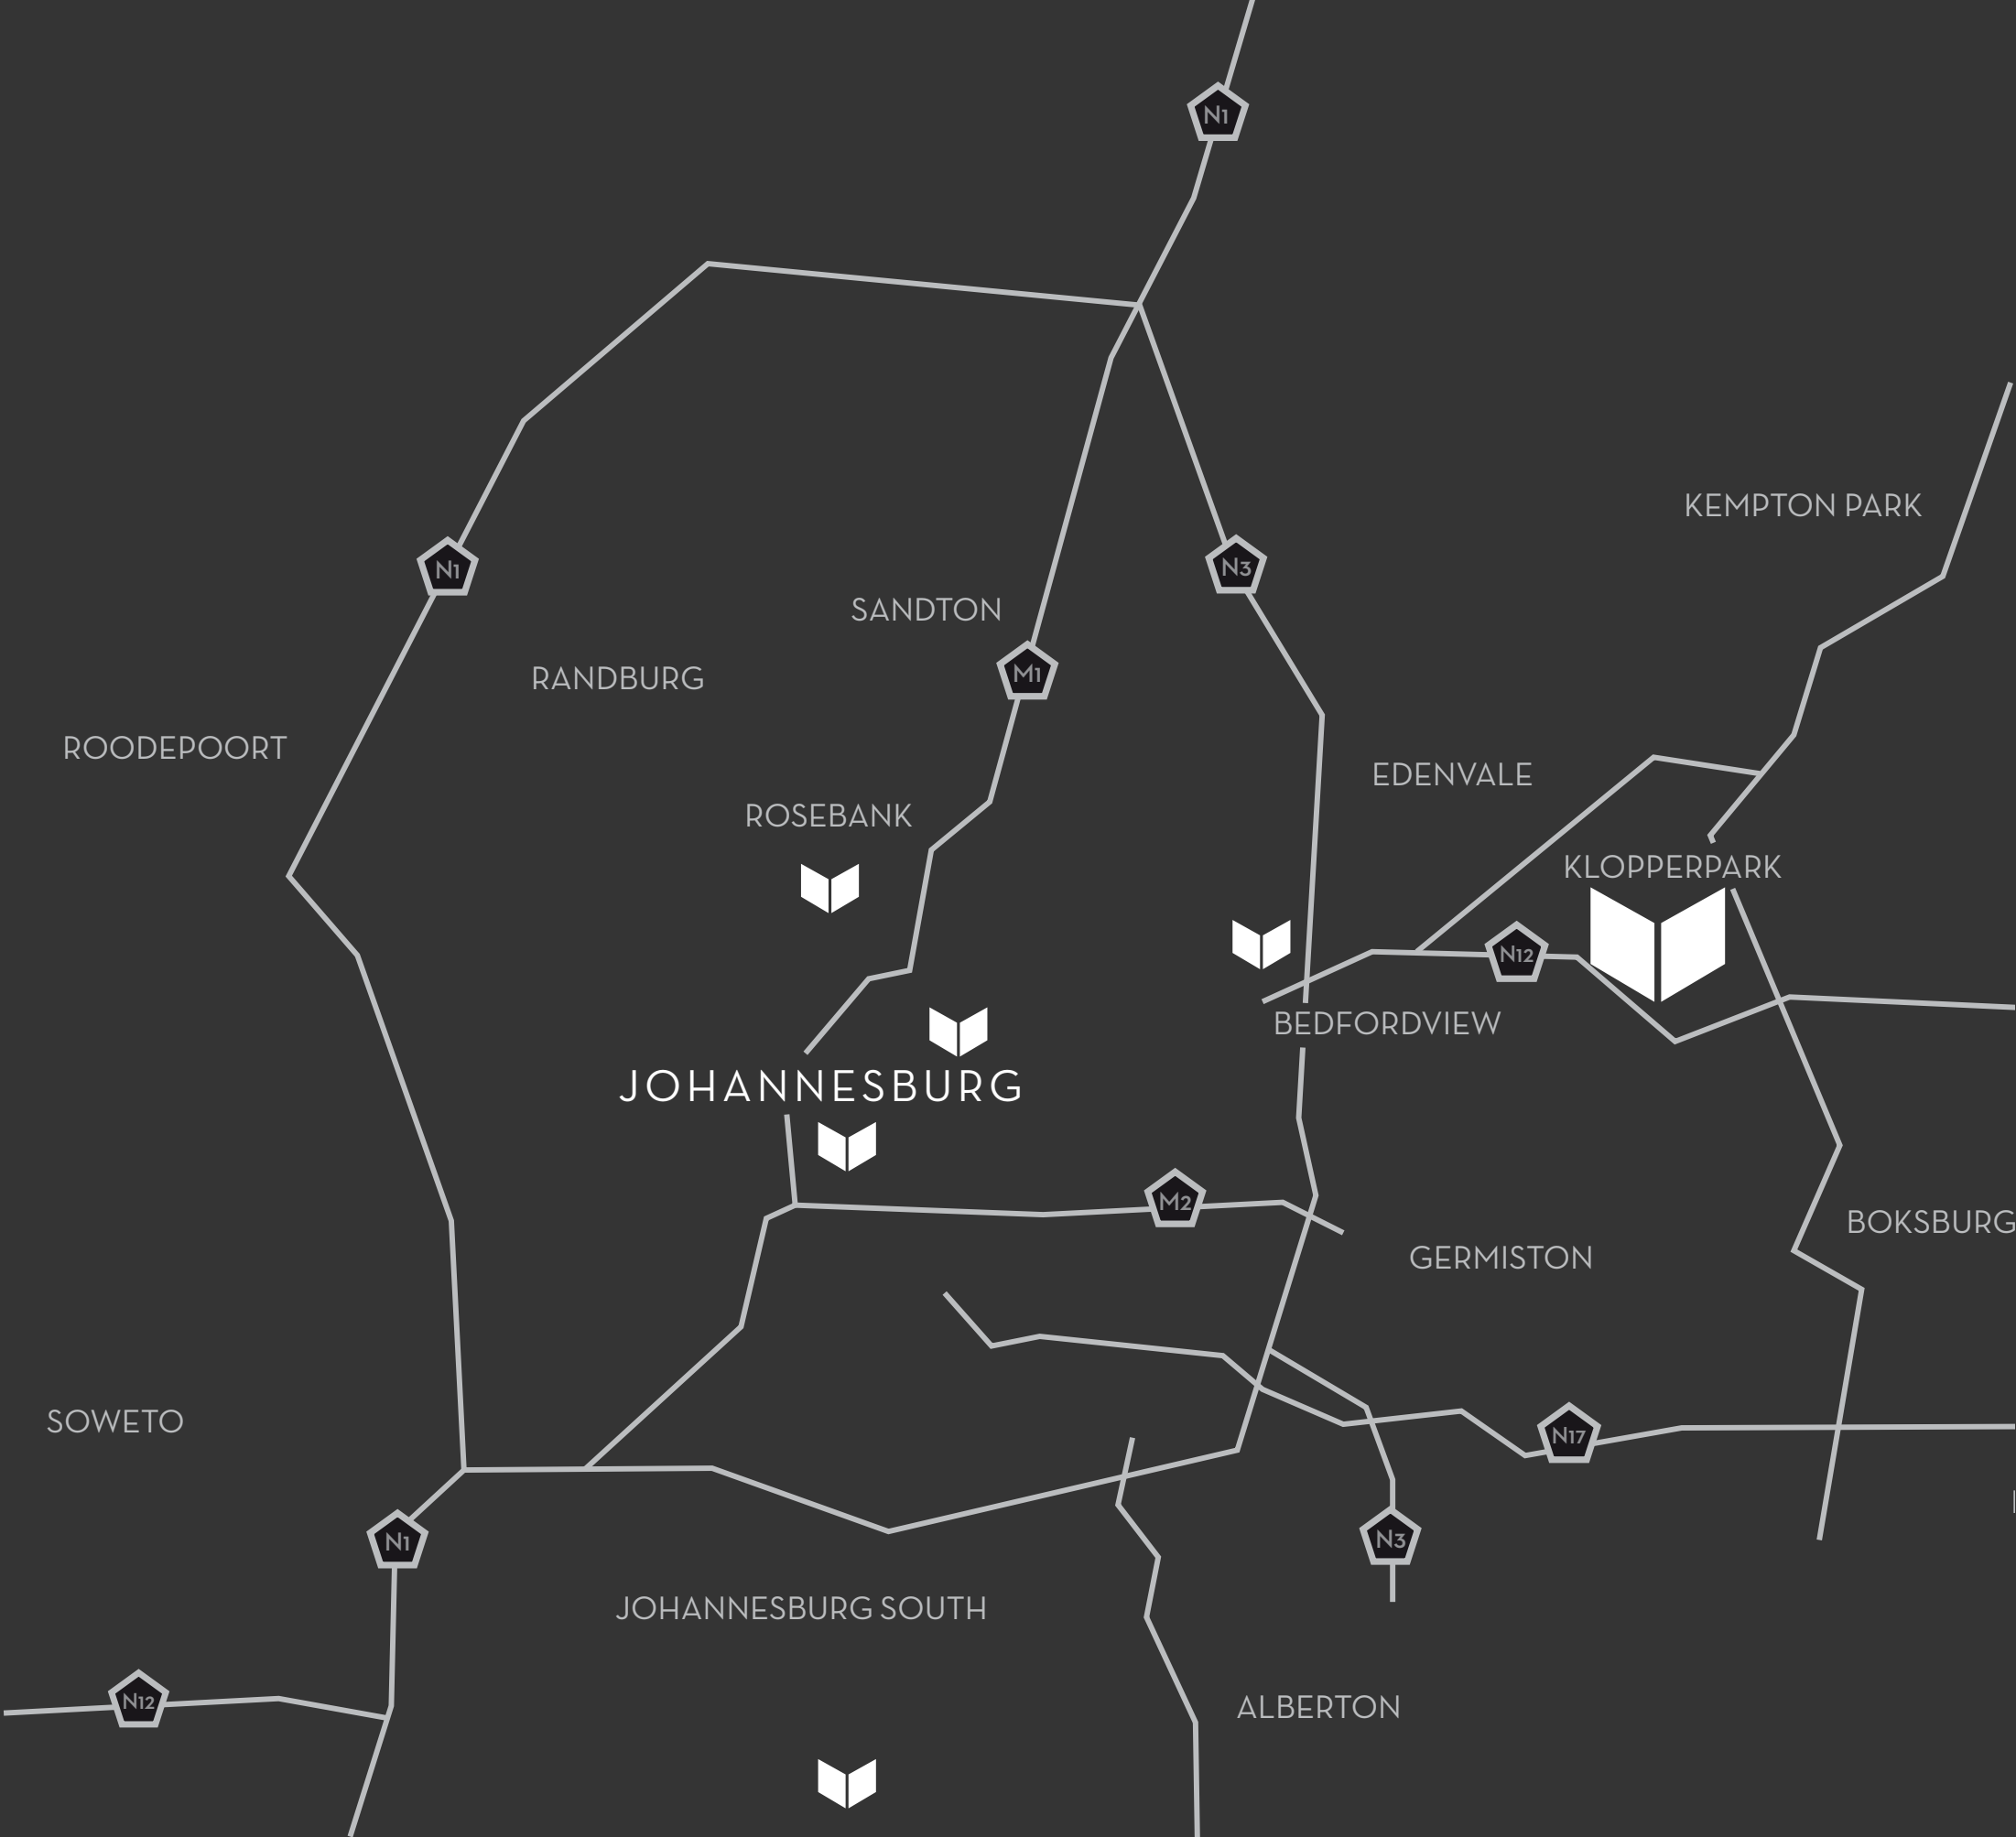 N1
KEMPTON PARK
N1
N3
SANDTON
M1
RANDBURG
ROODEPOORT
EDENVALE
ROSEBANK
KLOPPERPARK
N12
BEDFORDVIEW
JOHANNESBURG
M2
BOKSBURG
GERMISTON
SOWETO
N17
N1
N3
JOHANNESBURG SOUTH
N12
ALBERTON